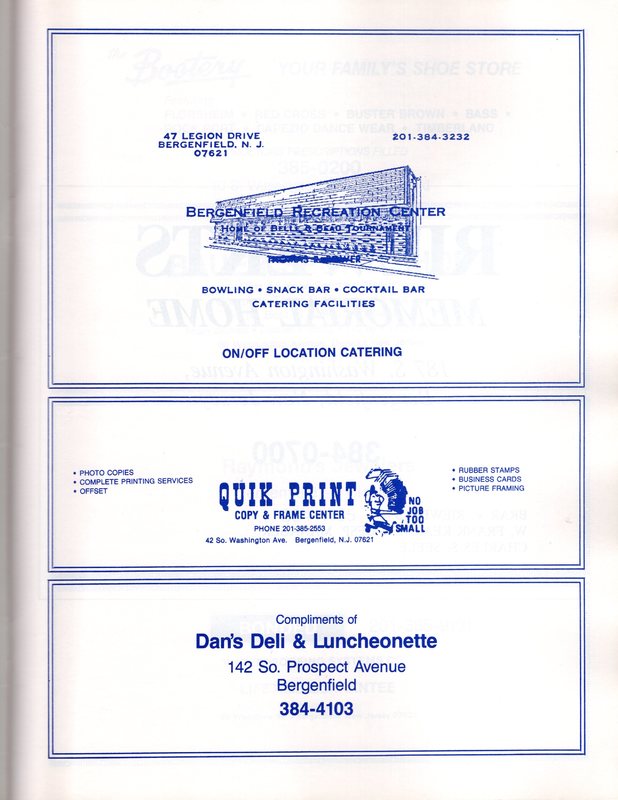 47 LEGION DRIVE
BERGENFIELD, N. J.
07621
201-384-3232
BERGENFIELD RECREATION CENTER
HOME OF BELLE & BEAU TOURNAMENT
BOWLING • SNACK BAR • COCKTAIL BAR
CATERING FACILITIES
ON/OFF LOCATION CATERING
• PHOTO COPIES
• COMPLETE PRINTING SERVICES
• OFFSET
QUIK PRINT
COPY & FRAME CENTER
PHONE 201-385-2553
42 So. Washington Ave. Bergenfield, N.J. 07621
NO
JOB
TOO
SMALL
• RUBBER STAMPS
• BUSINESS CARDS
• PICTURE FRAMING
Compliments of
Dan's Deli & Luncheonette
142 So. Prospect Avenue
Bergenfield
384-4103